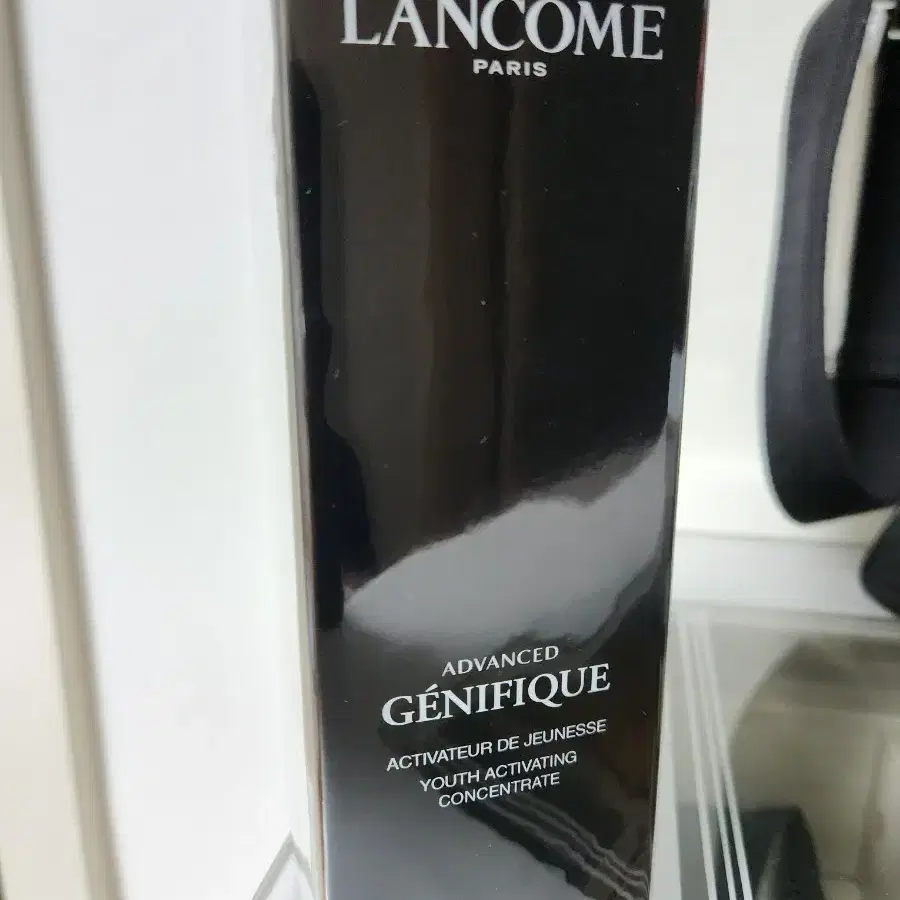 LANCOME
PARIS
ADVANCED
GÉNIFIQUE
ACTIVATEUR DE JEUNESSE
YOUTH ACTIVATING
CONCENTRATE